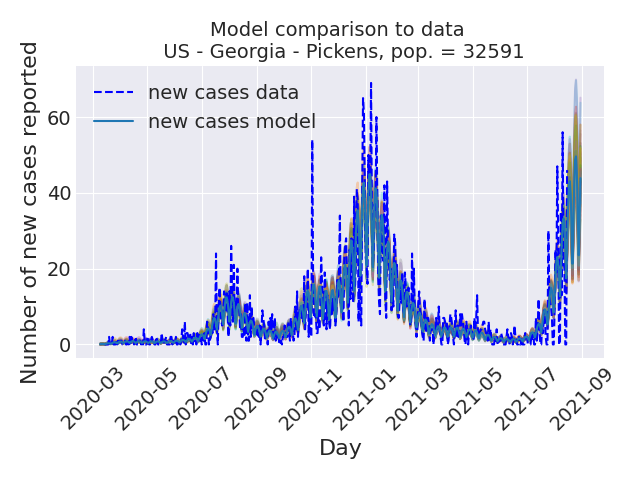 Model comparison to data
US - Georgia - Pickens, pop. = 32591
new cases data
new cases model
Number of new cases reported
60
40
20
0
2020-03
2020-05
2020-07
2020-09
2020-11
2021-01
2021-03
2021-05
2021-07
2021-09
Day